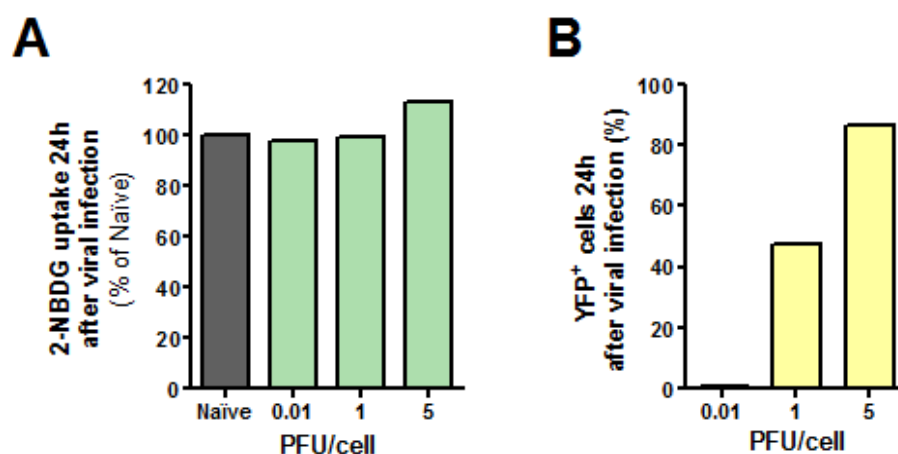 A
2-NBDG uptake 24h
after viral infection
(% of Naïve)
120
100
80
60
40
20
0
Naïve 0.01 1 5
PFU/cell
B
YFP+ cells 24h
after viral infection (%)
100
80
60
40
20
0
0.01 1 5
PFU/cell